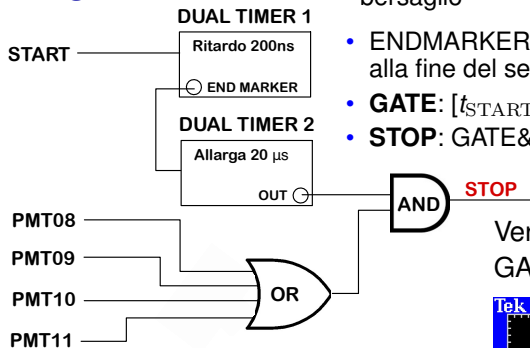 DUAL TIMER 1
START
Ritardo 200ns
END MARKER
DUAL TIMER 2
Allarga 20 µs
OUT
AND
STOP
PMT08
PMT09
PMT10
PMT11
OR
bersaglio
• ENDMARKER
alla fine del se
• GATE: [tSTART
• STOP: GATE&
Ver
GA
Tek